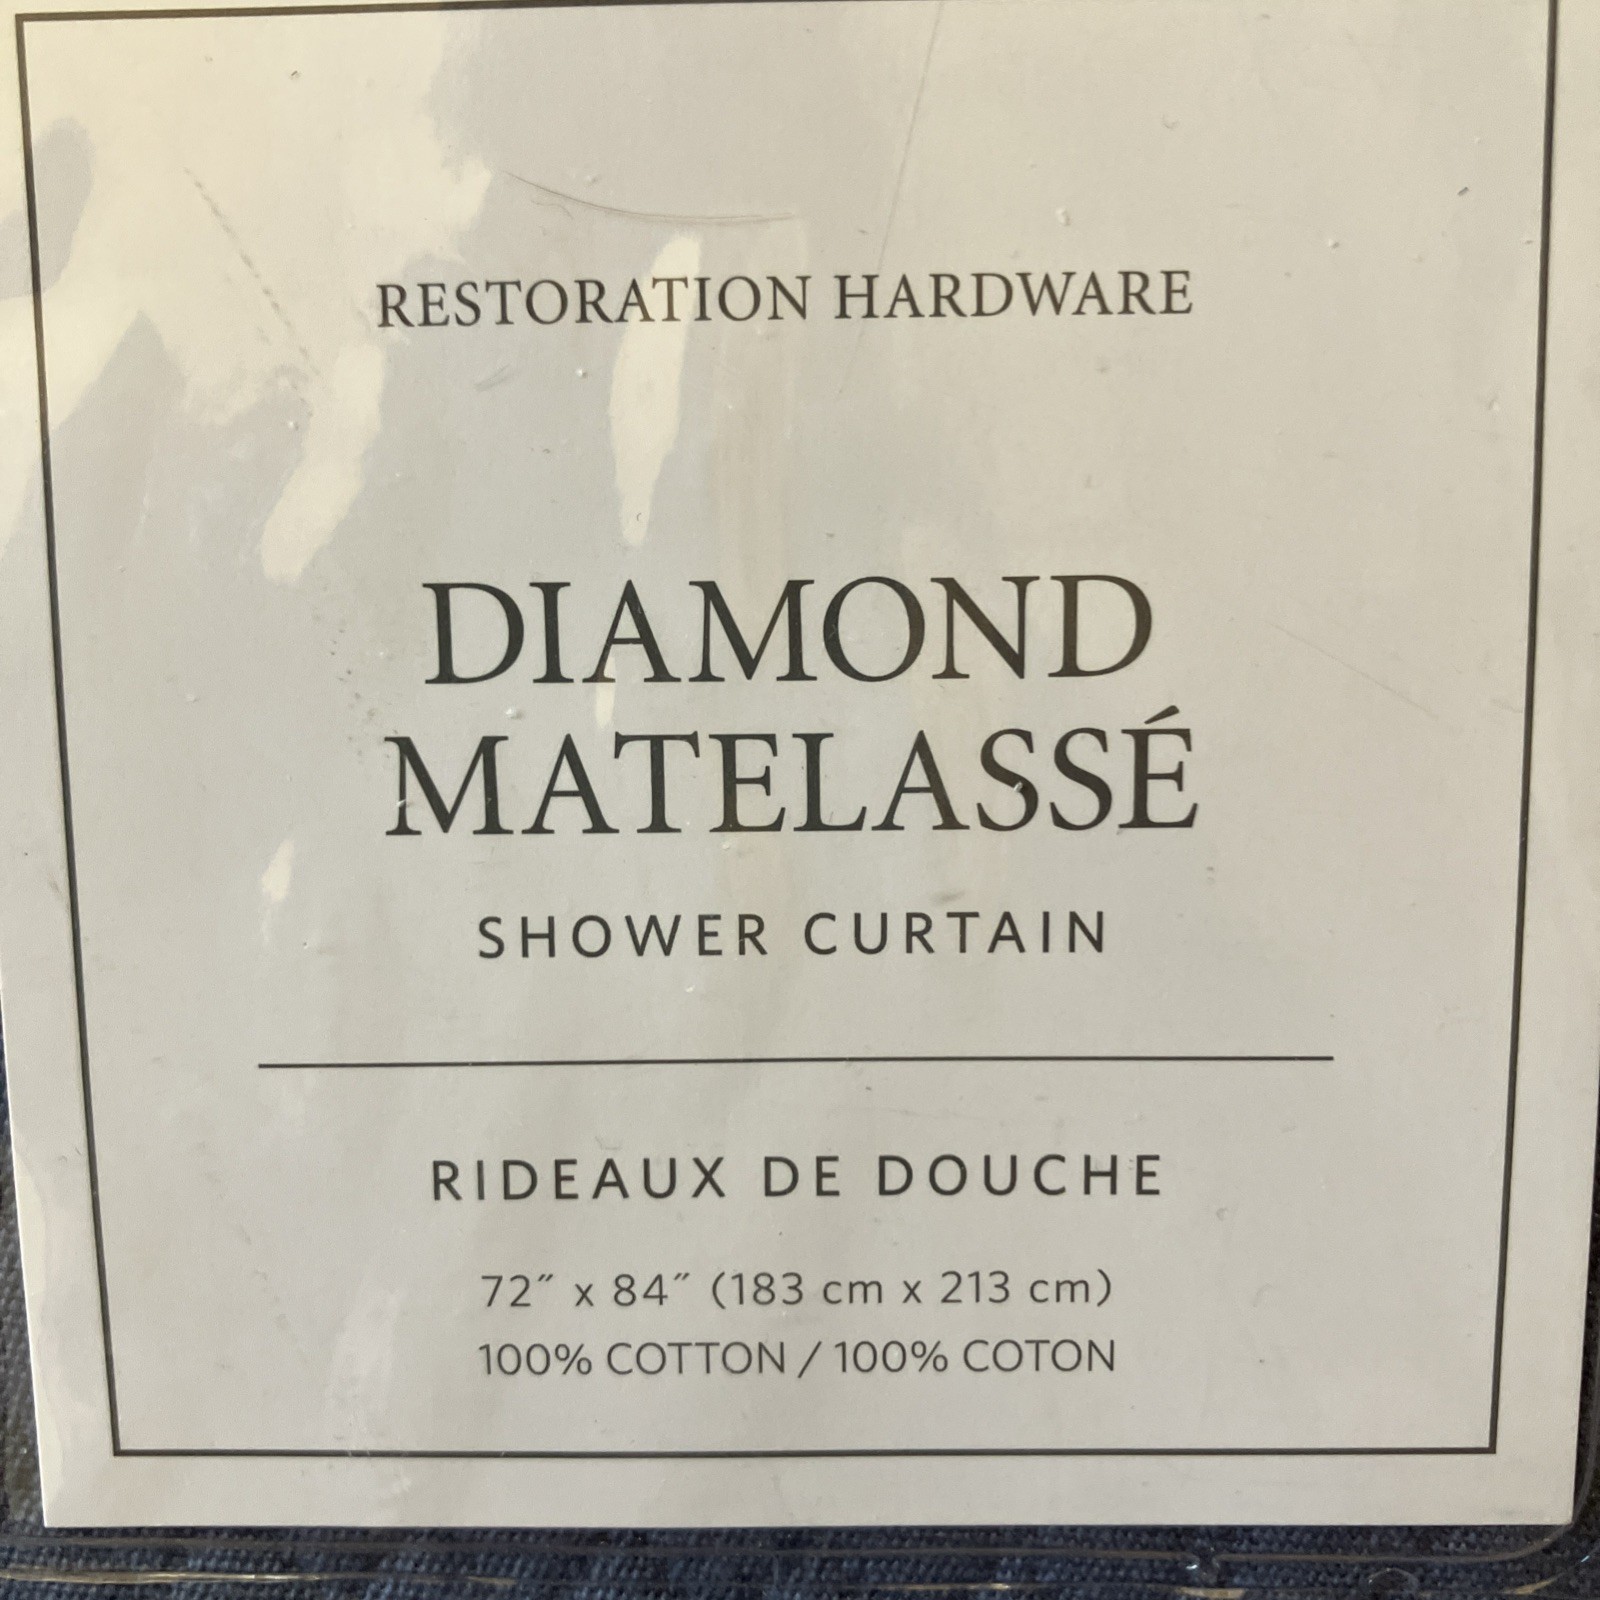 RESTORATION HARDWARE
DIAMOND
MATELASSÉ
SHOWER CURTAIN
RIDEAUX DE DOUCHE
72″ x 84″ (183 cm x 213 cm)
100% COTTON / 100% COTON